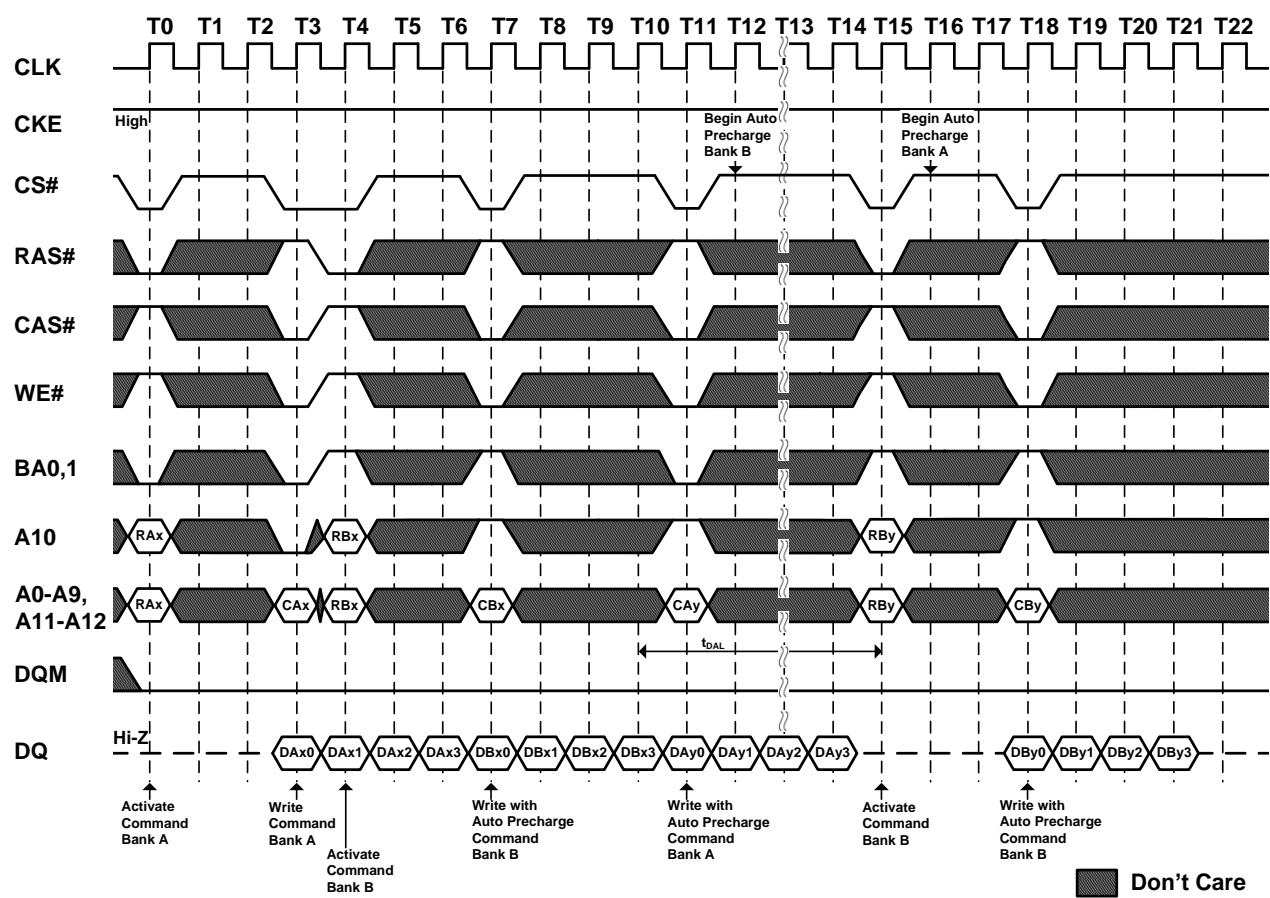 T0 T1 T2 T3 T4 T5 T6 T7 T8 T9 T10 T11 T12 T13 T14 T15 T16 T17 T18 T19 T20 T21 T22
CLK
CKE
High
Begin Auto
Precharge
Bank B
Begin Auto
Precharge
Bank A
CS#
RAS#
CAS#
WE#
BA0,1
A10
RAx RBx RBy
A0-A9,
A11-A12
RAx CAx RBx CBx CAy RBy CBy
tDAL
DQM
Hi-Z
DQ
DAx0 DAx1 DAx2 DAx3 DBx0 DBx1 DBx2 DBx3 DAy0 DAy1 DAy2 DAy3 DBy0 DBy1 DBy2 DBy3
Activate
Command
Bank A
Write
Command
Bank A
Activate
Command
Bank B
Write with
Auto Precharge
Command
Bank B
Write with
Auto Precharge
Command
Bank A
Activate
Command
Bank B
Write with
Auto Precharge
Command
Bank B
Don't Care